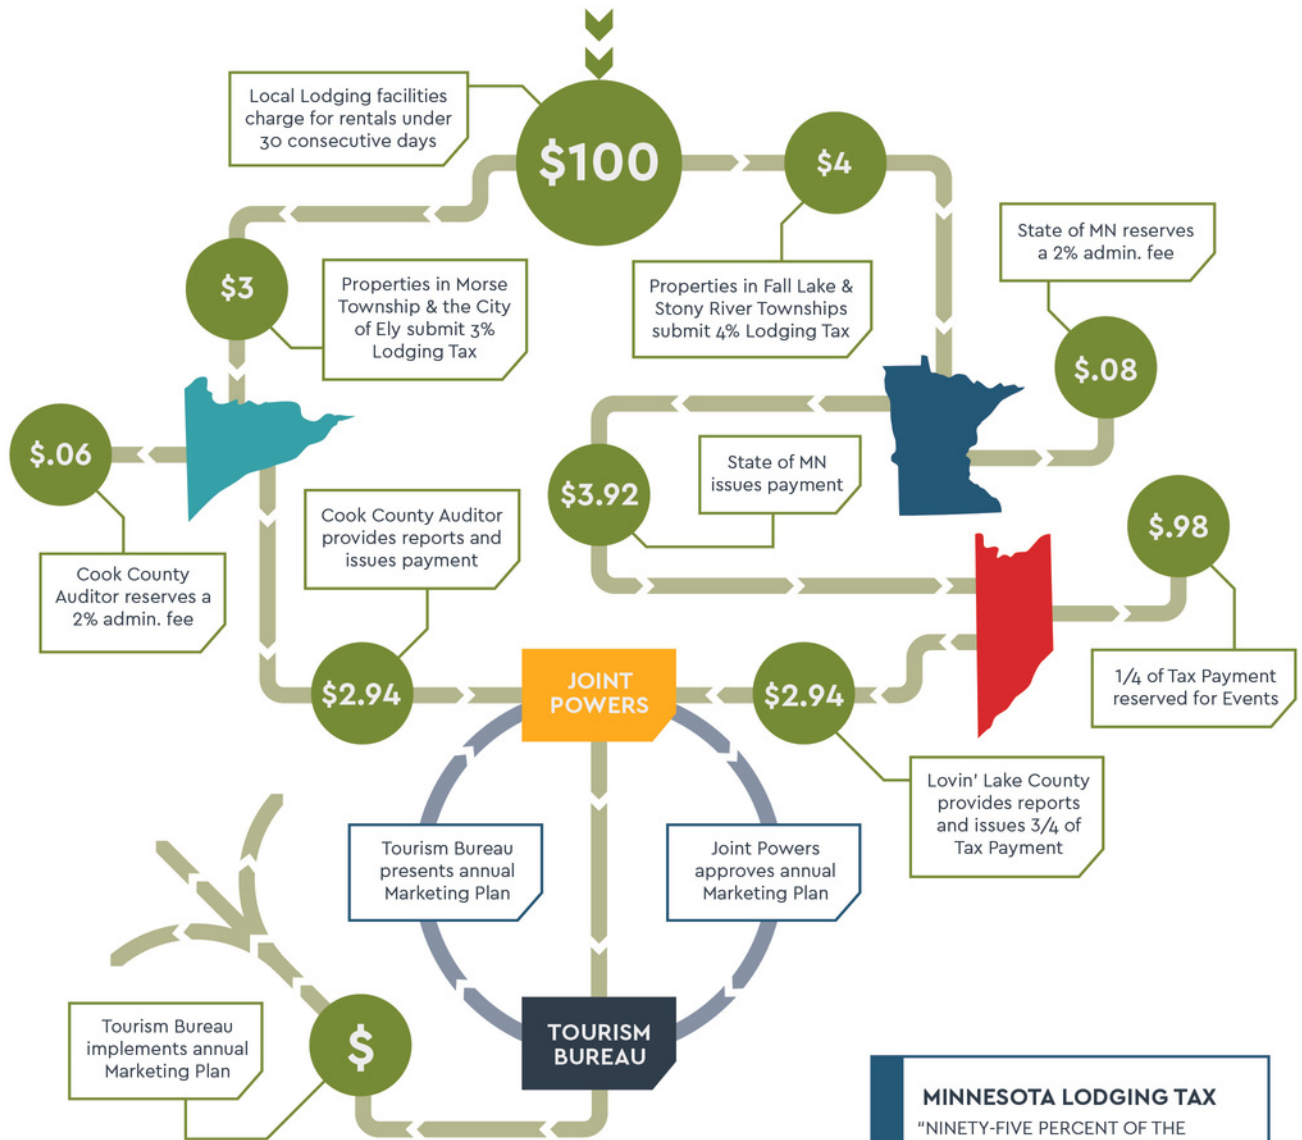 Local Lodging facilities
charge for rentals under
30 consecutive days
$100
$4
$3
Properties in Morse
Township & the City
of Ely submit 3%
Lodging Tax
Properties in Fall Lake &
Stony River Townships
submit 4% Lodging Tax
State of MN reserves
a 2% admin. fee
$.08
$.06
Cook County
Auditor reserves a
2% admin. fee
Cook County Auditor
provides reports and
issues payment
$3.92
State of MN
issues payment
$.98
1/4 of Tax Payment
reserved for Events
$2.94
JOINT
POWERS
$2.94
Lovin' Lake County
provides reports
and issues 3/4 of
Tax Payment
Tourism Bureau
presents annual
Marketing Plan
Joint Powers
approves annual
Marketing Plan
TOURISM
BUREAU
Tourism Bureau
implements annual
Marketing Plan
$
MINNESOTA LODGING TAX
"NINETY-FIVE PERCENT OF THE